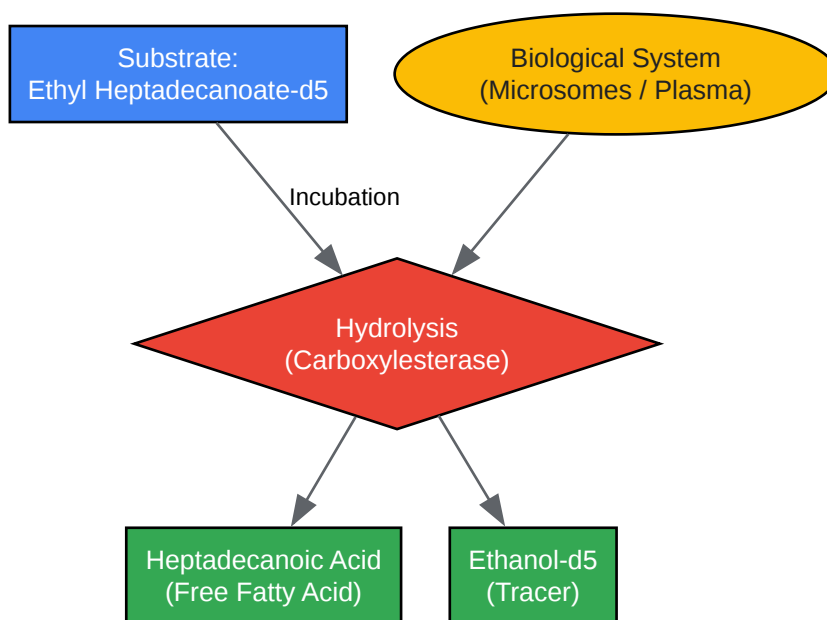 Substrate:
Ethyl Heptadecanoate-d5
Biological System
(Microsomes / Plasma)
Incubation
Hydrolysis
(Carboxylesterase)
Heptadecanoic Acid
(Free Fatty Acid)
Ethanol-d5
(Tracer)